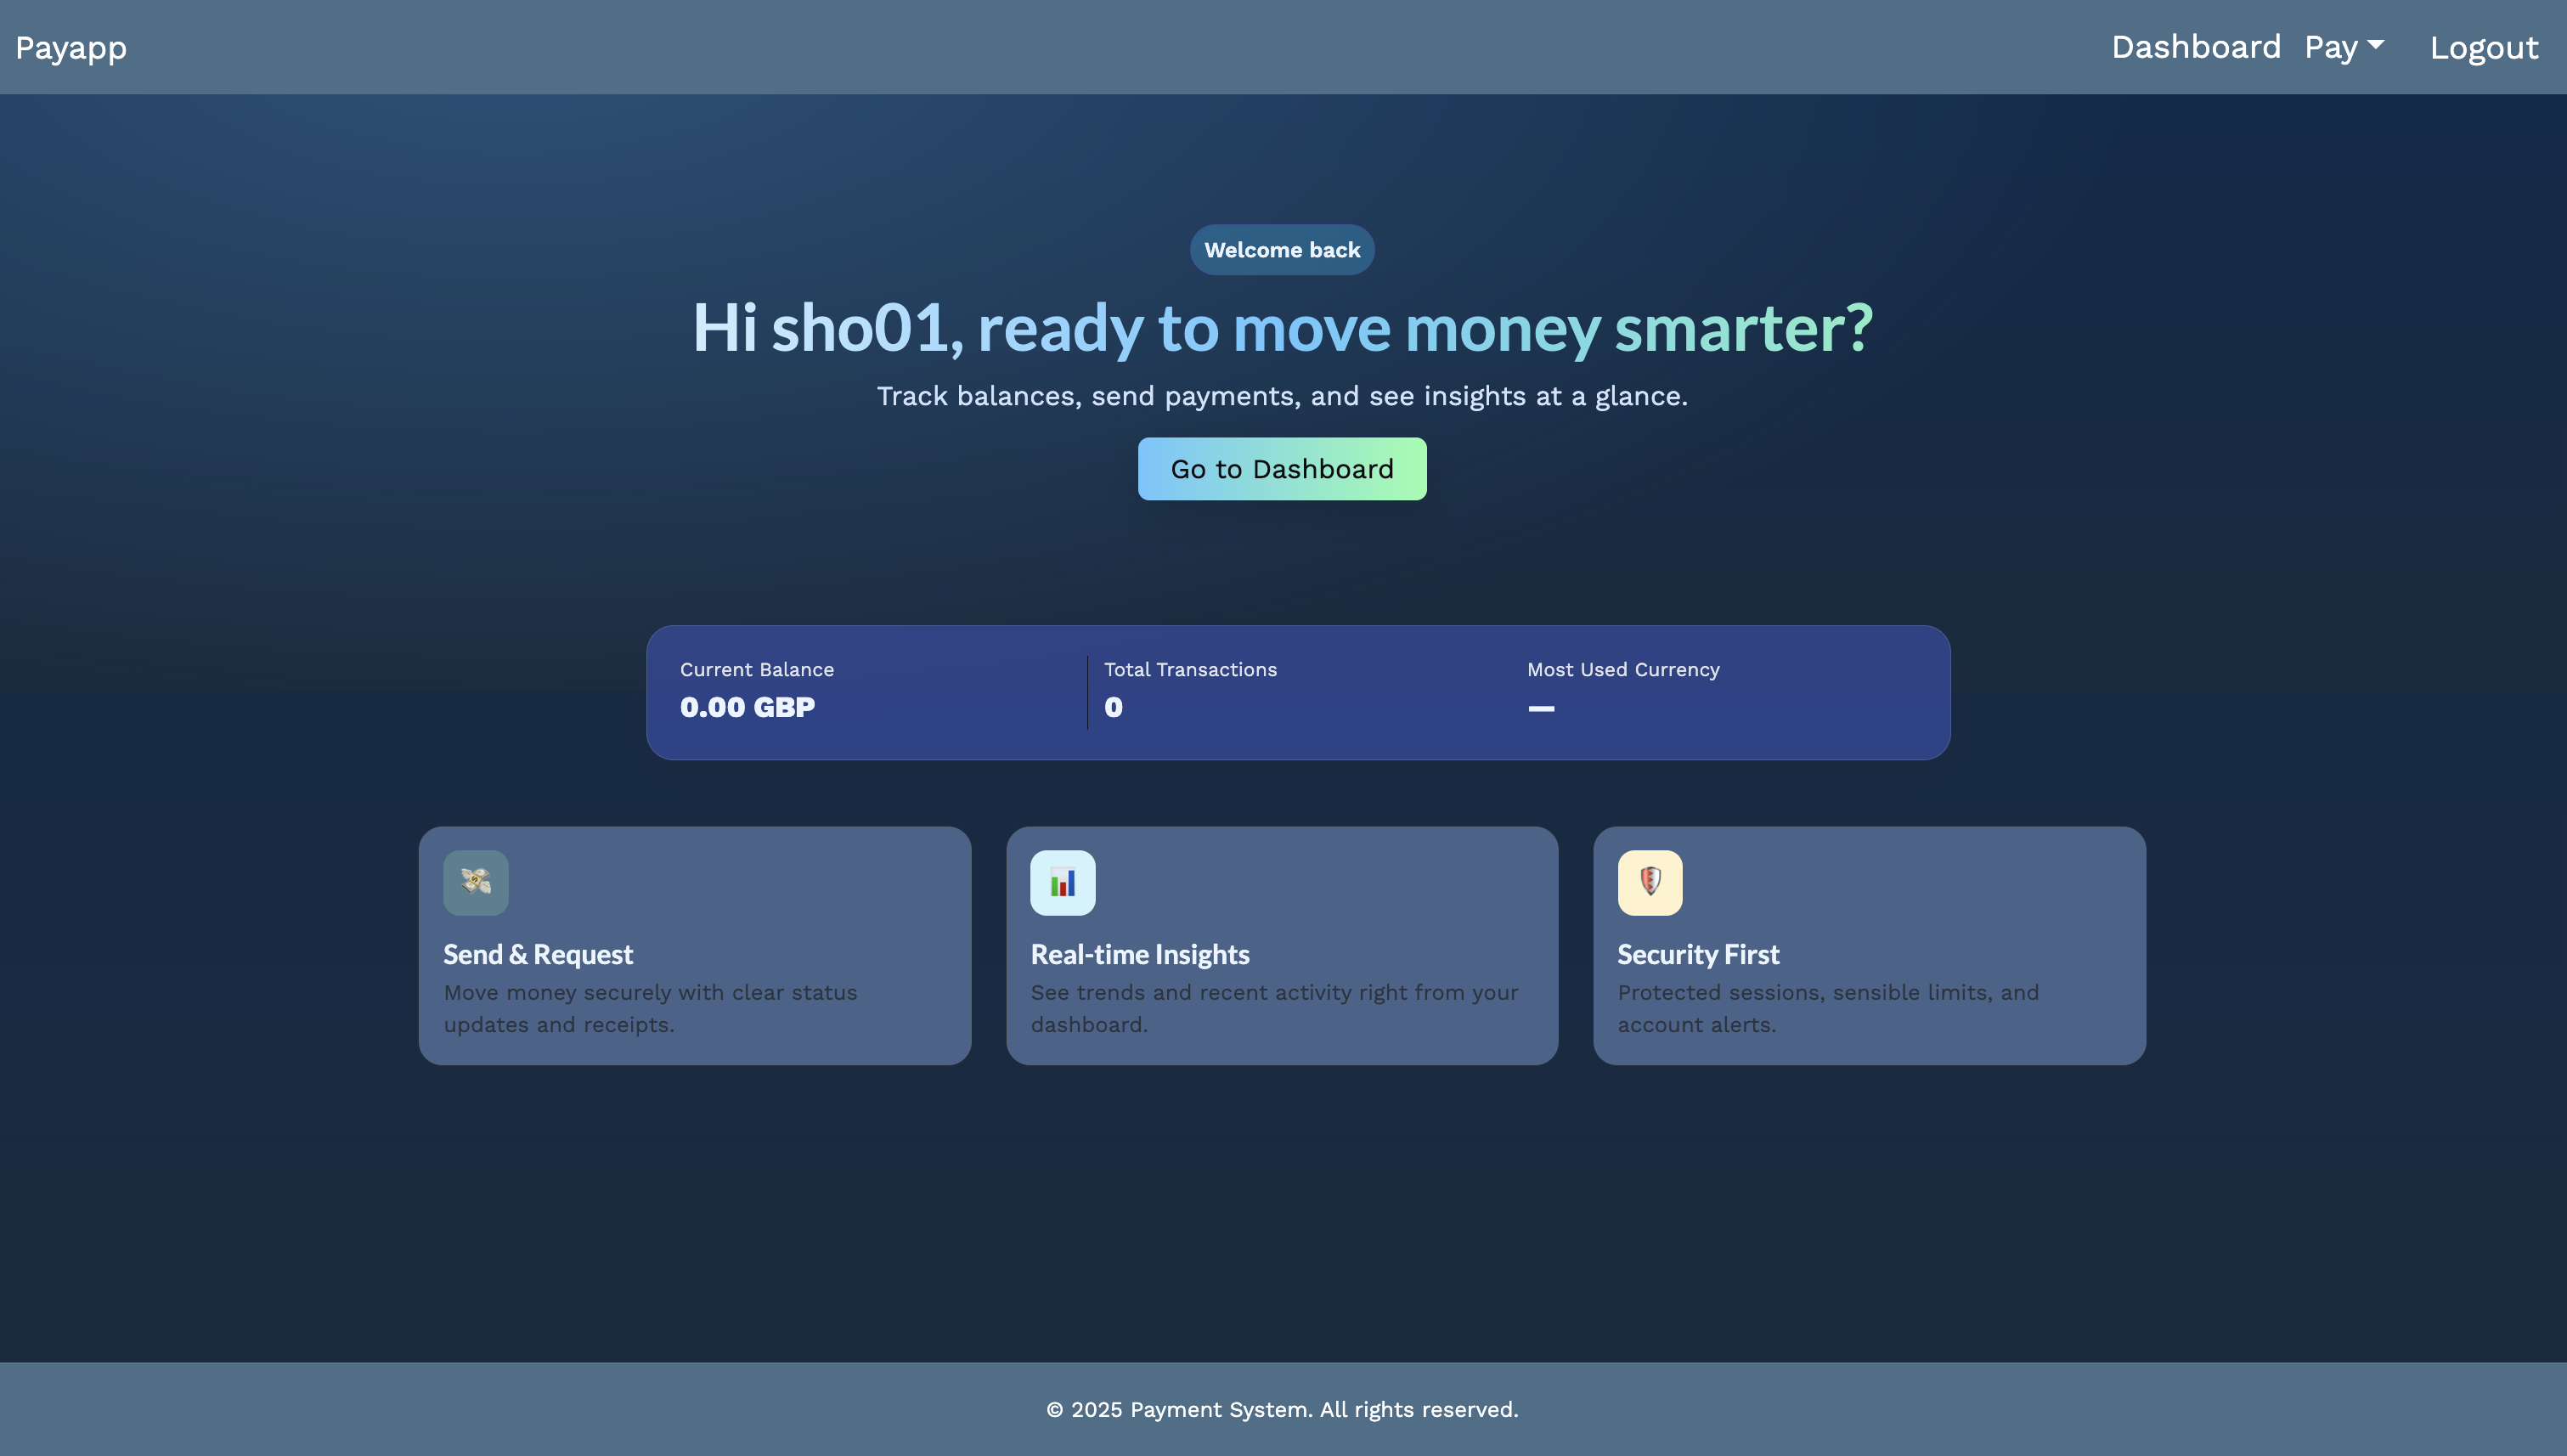 Payapp
Dashboard Pay Logout
Welcome back
Hi sho01, ready to move money smarter?
Track balances, send payments, and see insights at a glance.
Go to Dashboard
Current Balance
0.00 GBP
Total Transactions
0
Most Used Currency
—
Send & Request
Move money securely with clear status
updates and receipts.
Real-time Insights
See trends and recent activity right from your
dashboard.
Security First
Protected sessions, sensible limits, and
account alerts.
© 2025 Payment System. All rights reserved.